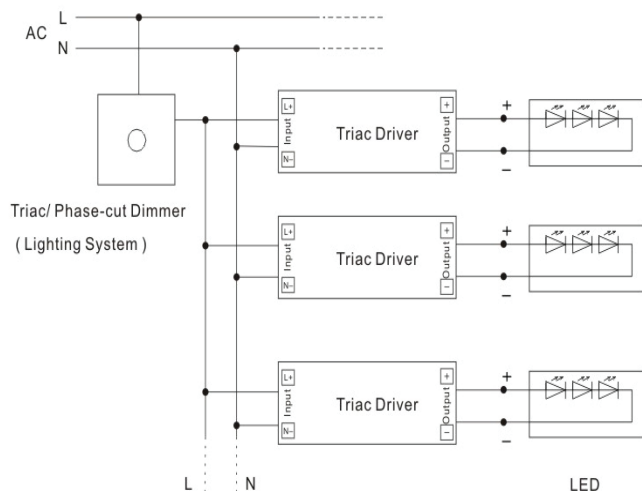 L
AC
N
L+
Input
N−
Triac Driver
+
Output
−
+
−
Triac/ Phase-cut Dimmer
( Lighting System )
L+
Input
N−
Triac Driver
+
Output
−
+
−
L+
Input
N−
Triac Driver
+
Output
−
+
−
L
N
LED